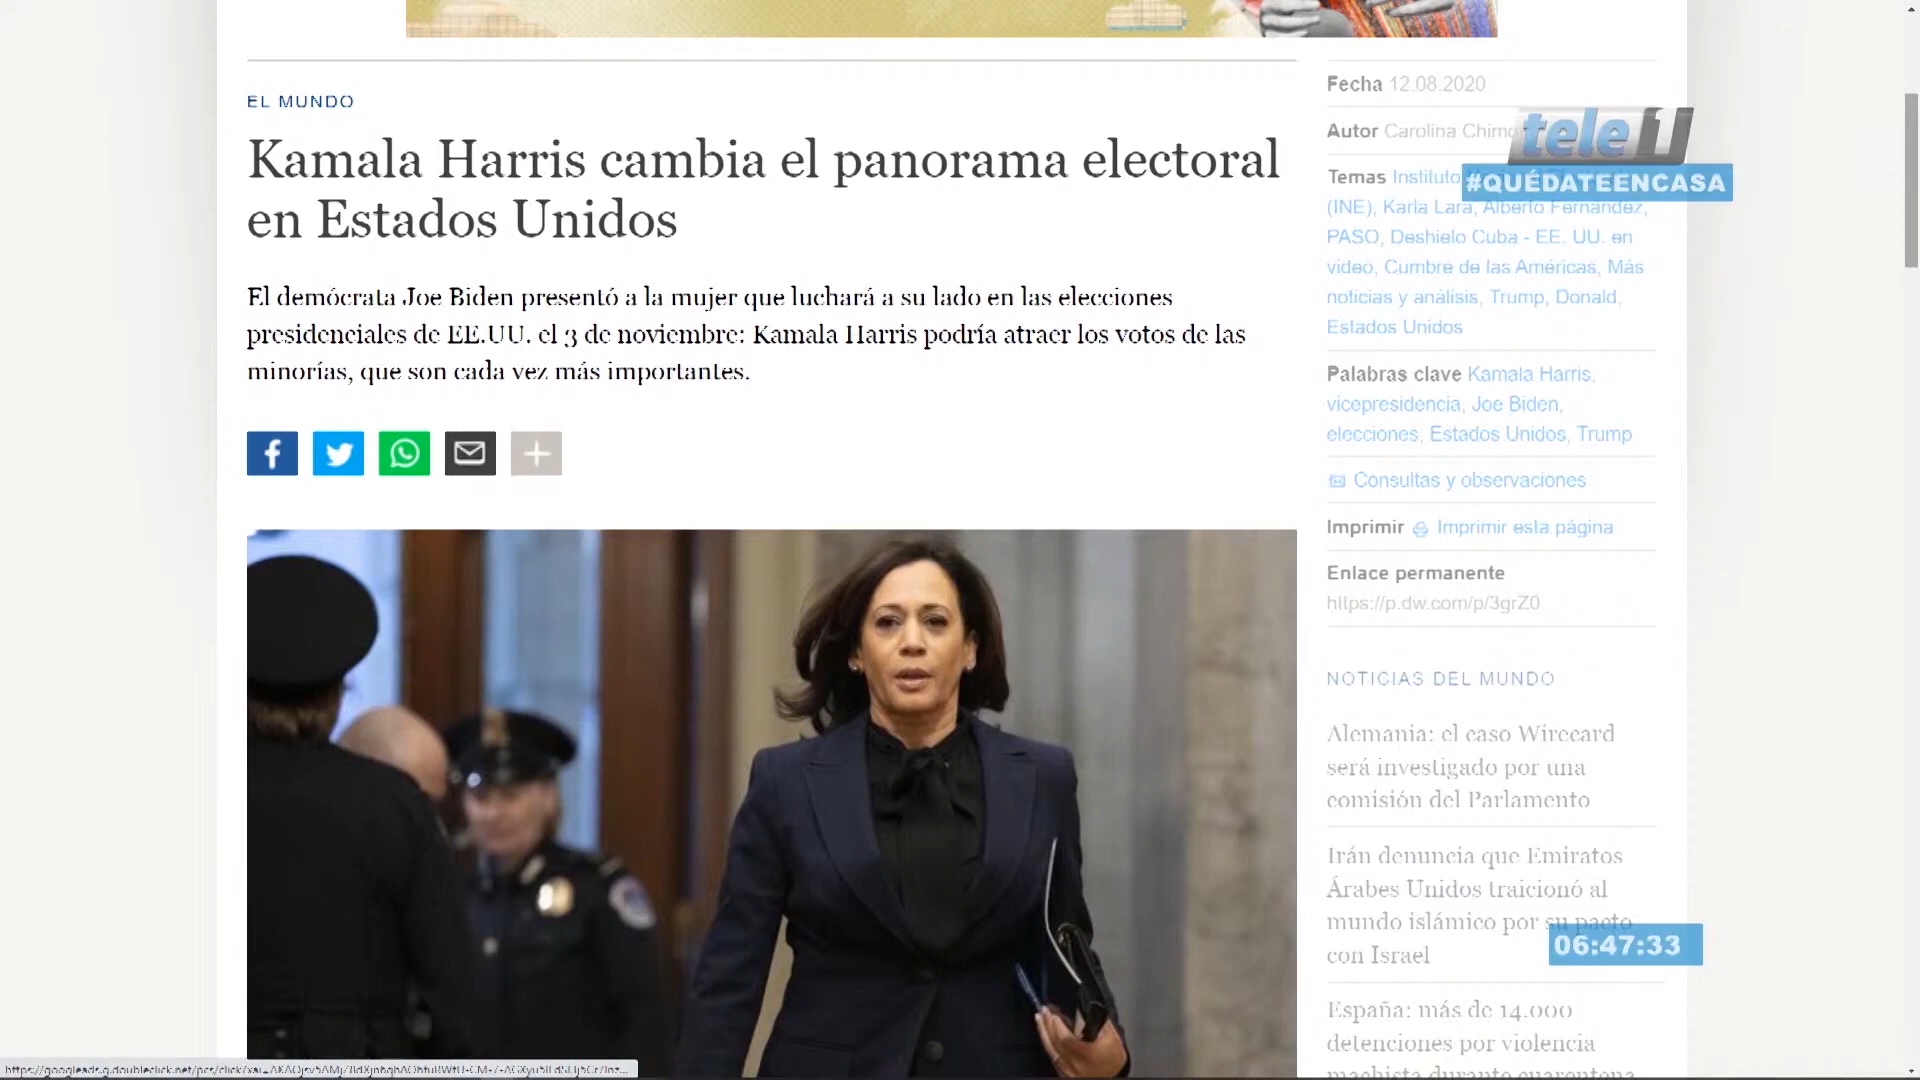 EL MUNDO
Kamala Harris cambia el panorama electoral
en Estados Unidos
El demócrata Joe Biden presentó a la mujer que luchará a su lado en las elecciones
presidenciales de EE.UU. el 3 de noviembre: Kamala Harris podría atraer los votos de las
minorías, que son cada vez más importantes.
Fecha 12.08.2020
Autor Carolina
tele1
#QUÉDATEENCASA
Temas Instituto
(INE), Karla Lara, Alberto Fernández,
PASO, Deshielo Cuba - EE. UU. en
video, Cumbre de las Américas, Más
noticias y análisis, Trump, Donald,
Estados Unidos
Palabras clave Kamala Harris,
vicepresidencia, Joe Biden,
elecciones, Estados Unidos, Trump
Consultas y observaciones
Imprimir Imprimir esta página
Enlace permanente
https://p.dw.com/p/3grZ0
NOTICIAS DEL MUNDO
Alemania: el caso Wirecard
será investigado por una
comisión del Parlamento
Irán denuncia que Emiratos
Árabes Unidos traicionó al
mundo islámico por su pacto
con Israel
06:47:33
España: más de 14.000
detenciones por violencia
machista durante cuarentena